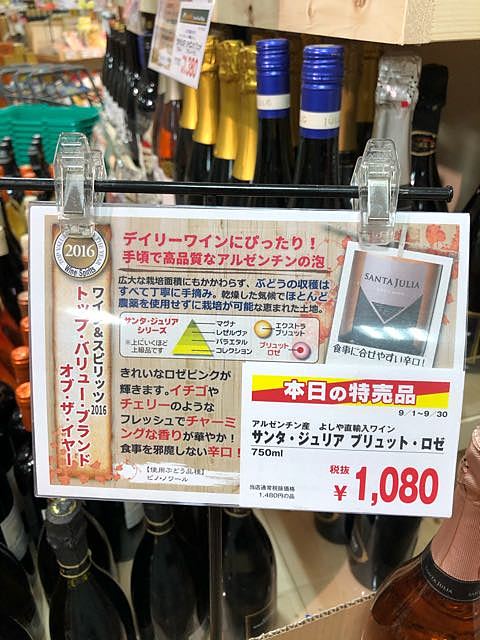 380
2016
Wine Spirits
ワイン&スピリッツ2016
トップ・バリュー・ブランド
オブ・ザ・イヤー
デイリーワインにぴったり!
手頃で高品質なアルゼンチンの泡
広大な栽培面積にもかかわらず、ぶどうの収穫は
すべて丁寧に手摘み。乾燥した気候でほとんど
農薬を使用せずに栽培が可能な恵まれた土地。
サンタ・ジュリア
シリーズ
※上にいくほど
上級品です
マグナ
レゼルヴァ
バラエタル
コレクション
エクストラ
ブリュット
ブリュット
ロゼ
SANTA JULIA
食事に合せやすい辛口!
きれいなロゼピンクが
輝きます。イチゴや
チェリーのような
フレッシュでチャーミ
ングな香りが華やか!
食事を邪魔しない辛口!
【使用ぶどう品種】
ピノ・ノワール
本日の特売品
9/1~9/30
アルゼンチン産 よしや直輸入ワイン
サンタ・ジュリア ブリュット・ロゼ
750ml
当店通常税抜価格
1,480円の品
税抜
¥1,080
SANTA JULIA